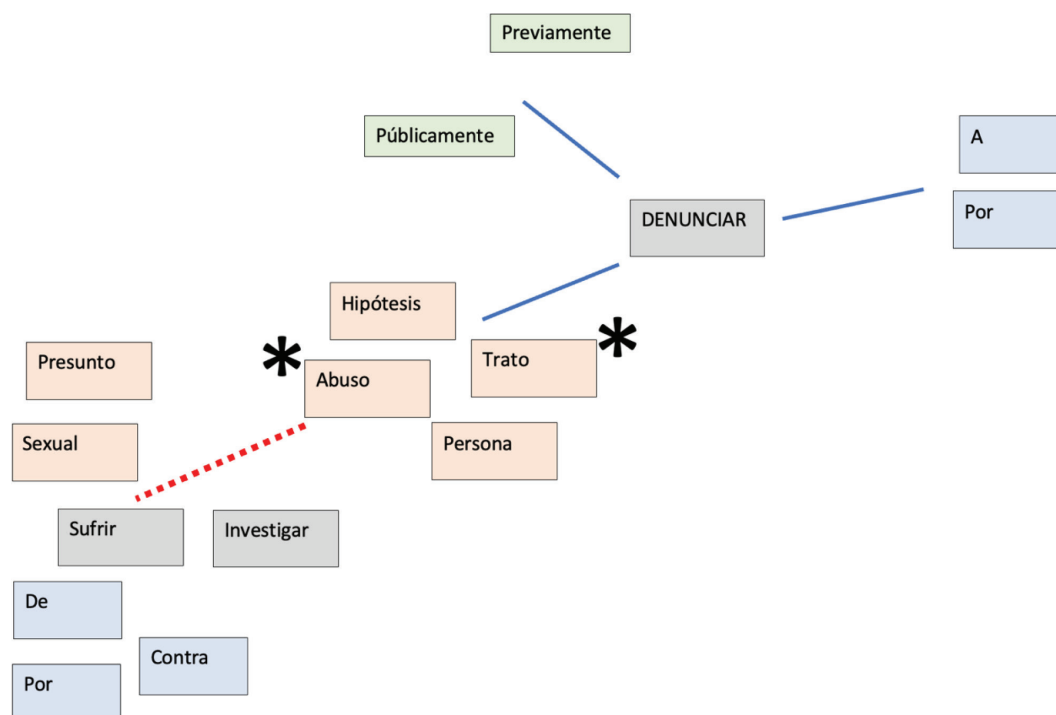 Previamente
Públicamente
A
Por
DENUNCIAR
Hipótesis
Trato
Presunto
Abuso
Sexual
Persona
Sufrir
Investigar
De
Contra
Por